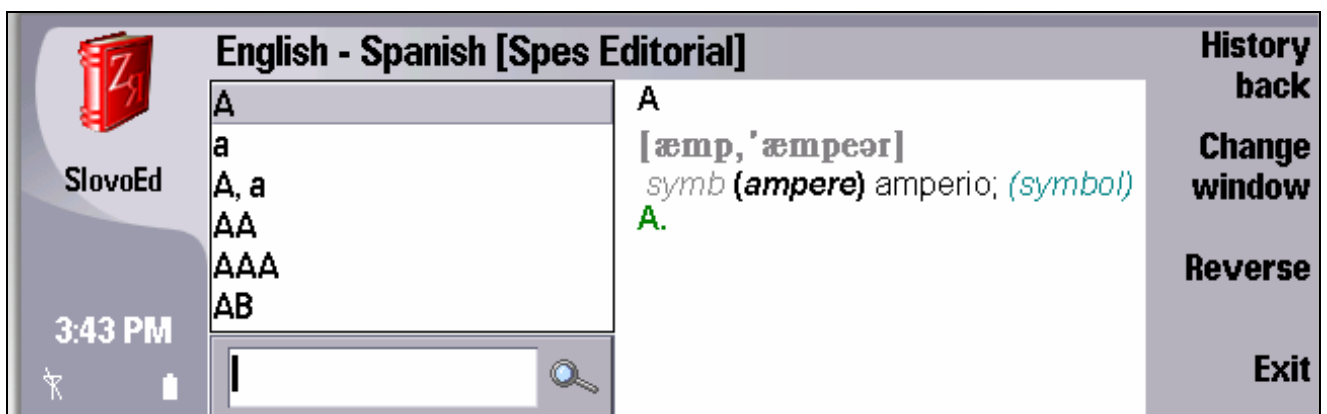 English - Spanish [Spes Editorial]
SlovoEd
3:43 PM
A
a
A, a
AA
AAA
AB
A
[æmp,ˈæmpeər]
symb (ampere) amperio; (symbol)
A.
History
back
Change
window
Reverse
Exit